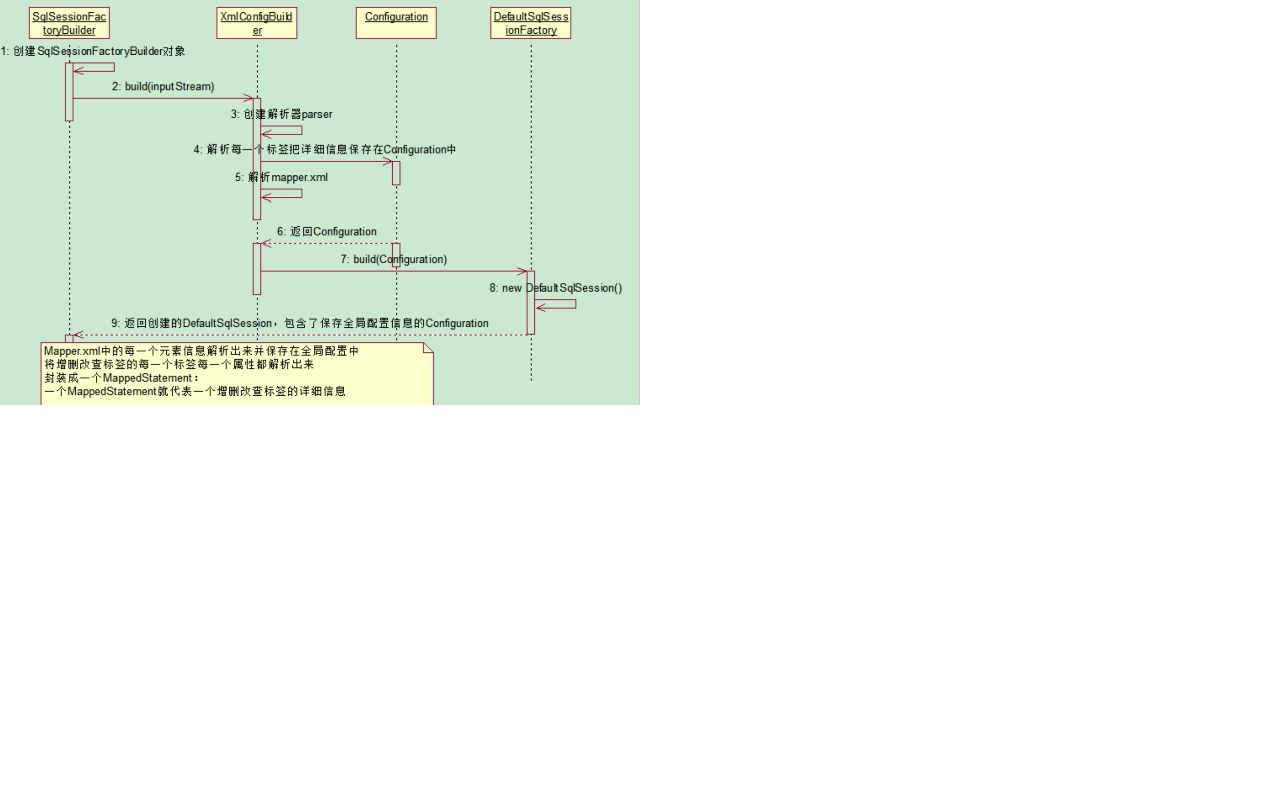 SqlSessionFac
toryBuilder
XmlConfigBuild
er
Configuration
DefaultSqlSess
ionFactory
1: 创建SqlSessionFactoryBuilder对象
2: build(inputStream)
3: 创建解析器parser
4: 解析每一个标签把详细信息保存在Configuration中
5: 解析mapper.xml
6: 返回Configuration
7: build(Configuration)
8: new DefaultSqlSession()
9: 返回创建的DefaultSqlSession，包含了保存全局配置信息的Configuration
Mapper.xml中的每一个元素信息解析出来并保存在全局配置中
将增删改查标签的每一个标签每一个属性都解析出来
封装成一个MappedStatement：
一个MappedStatement就代表一个增删改查标签的详细信息